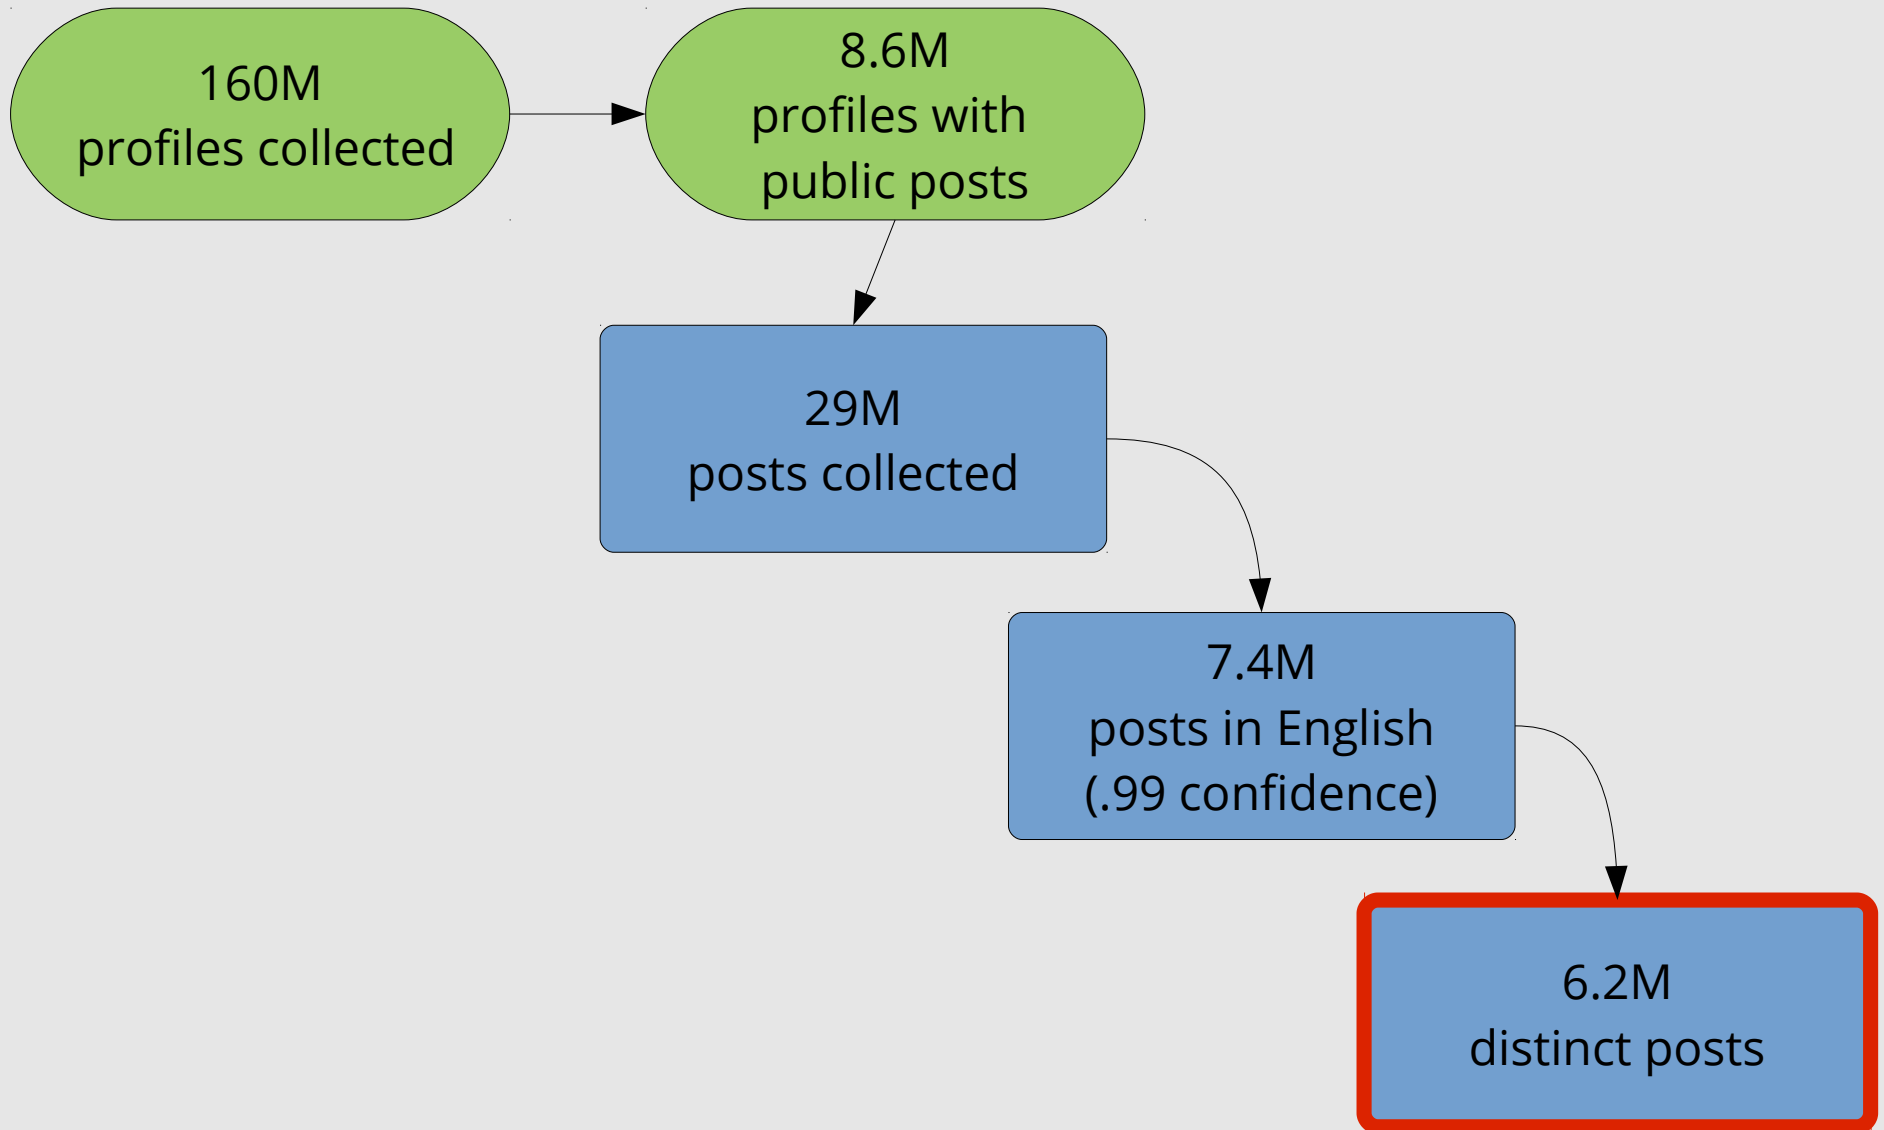 160M
profiles collected
8.6M
profiles with
public posts
29M
posts collected
7.4M
posts in English
(.99 confidence)
6.2M
distinct posts